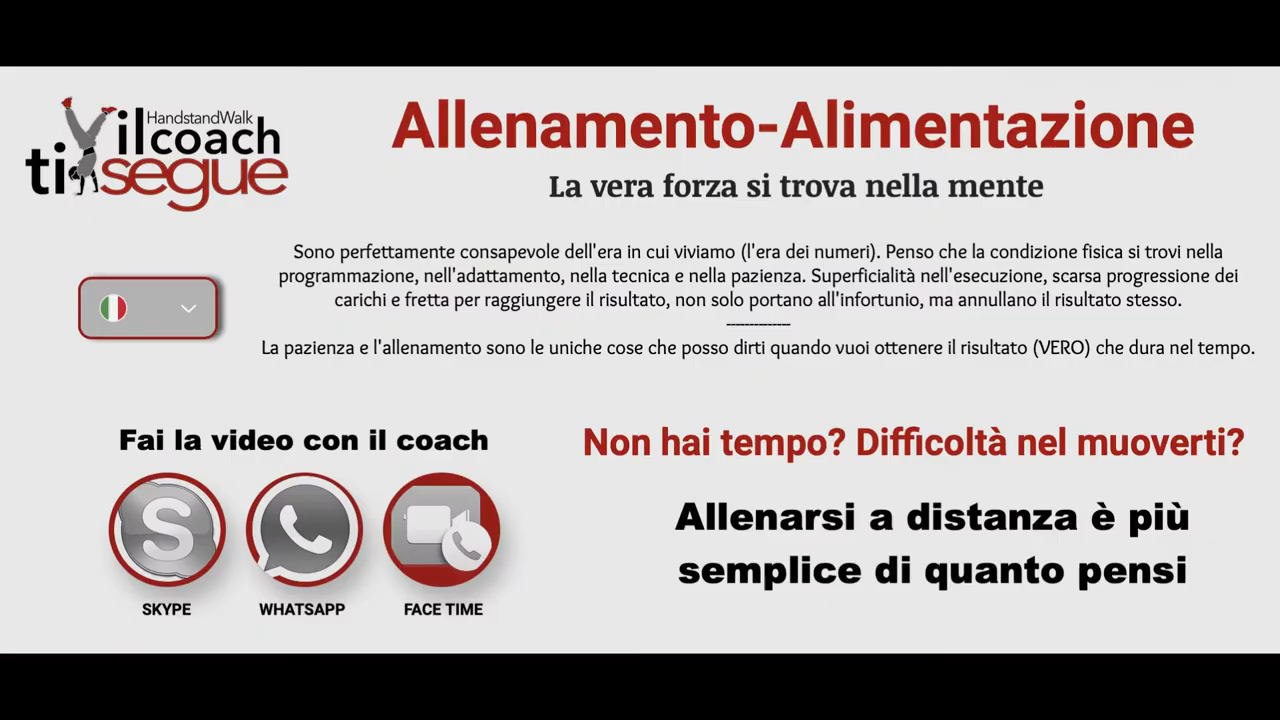 HandstandWalk
ilcoach
ti segue
Allenamento-Alimentazione
La vera forza si trova nella mente
Sono perfettamente consapevole dell'era in cui viviamo (l'era dei numeri). Penso che la condizione fisica si trovi nella
programmazione, nell'adattamento, nella tecnica e nella pazienza. Superficialità nell'esecuzione, scarsa progressione dei
carichi e fretta per raggiungere il risultato, non solo portano all'infortunio, ma annullano il risultato stesso.
--------------
La pazienza e l'allenamento sono le uniche cose che posso dirti quando vuoi ottenere il risultato (VERO) che dura nel tempo.
Fai la video con il coach
S
SKYPE
WHATSAPP
FACE TIME
Non hai tempo? Difficoltà nel muoverti?
Allenarsi a distanza è più
semplice di quanto pensi